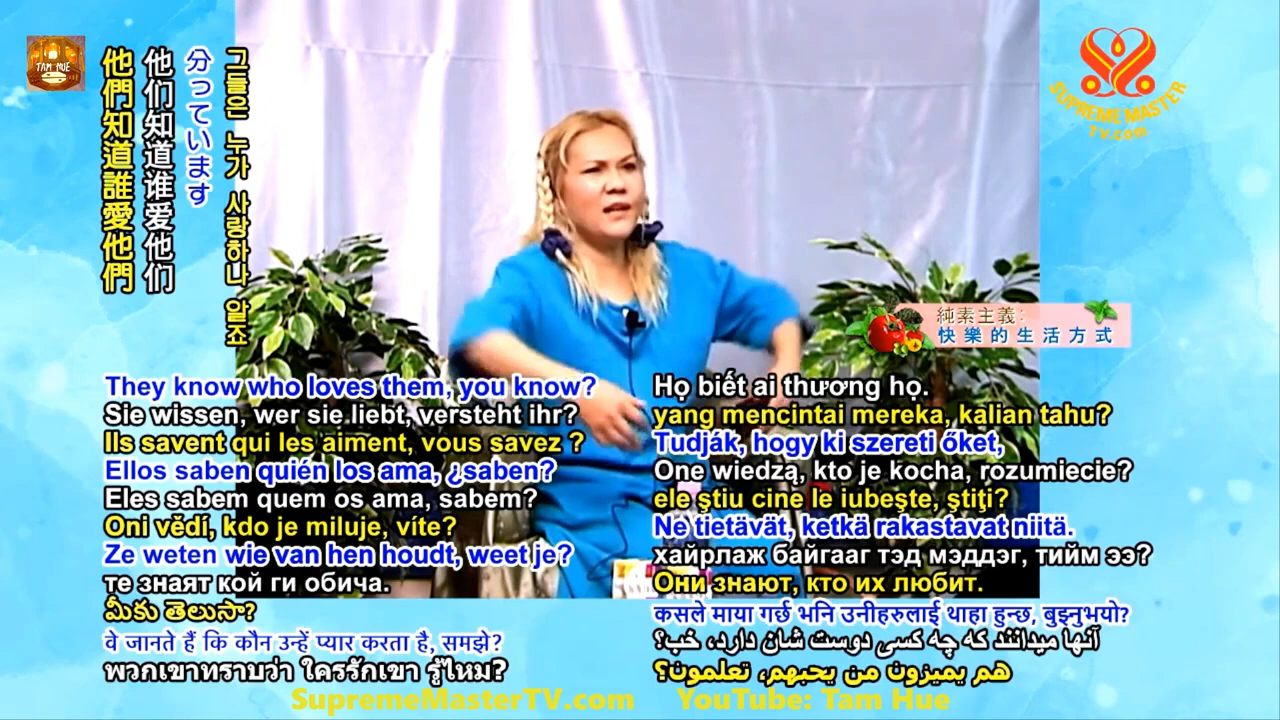 TAM HUE
他們知道誰愛他們
他们知道谁爱他们
分っています
그들은 누가 사랑하나 알죠
SUPREME MASTER
TV.com
純素主義:
快樂的生活方式
They know who loves them, you know?
Sie wissen, wer sie liebt, versteht ihr?
Ils savent qui les aiment, vous savez ?
Ellos saben quién los ama, ¿saben?
Eles sabem quem os ama, sabem?
Oni vědí, kdo je miluje, víte?
Ze weten wie van hen houdt, weet je?
те знаят кой ги обича.
మీకు తెలుసా?
वे जानते हैं कि कौन उन्हें प्यार करता है, समझे?
พวกเขาทราบว่า ใครรักเขา รู้ไหม?
Họ biết ai thương họ.
yang mencintai mereka, kalian tahu?
Tudják, hogy ki szereti őket,
One wiedzą, kto je kocha, rozumiecie?
ele ştiu cine le iubeşte, ştiţi?
Ne tietävät, ketkä rakastavat niitä.
хайрлаж байгааг тэд мэддэг, тийм ээ?
Они знают, кто их любит.
कसले माया गर्छ भनि उनीहरुलाई थाहा हुन्छ, बुझ्नुभयो?
آنها میدانند که چه کسی دوست شان دارد، خب؟
هم يميزون من يحبهم، تعلمون؟
SupremeMasterTV.com
YouTube: Tam Hue